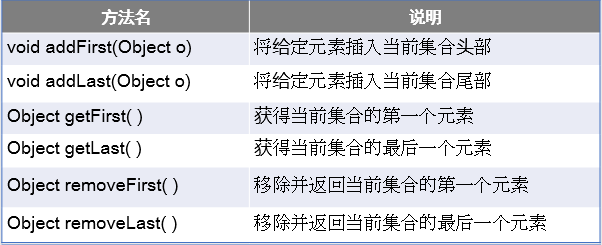 方法名 说明
void addFirst(Object o) 将给定元素插入当前集合头部
void addLast(Object o) 将给定元素插入当前集合尾部
Object getFirst( ) 获得当前集合的第一个元素
Object getLast( ) 获得当前集合的最后一个元素
Object removeFirst( ) 移除并返回当前集合的第一个元素
Object removeLast( ) 移除并返回当前集合的最后一个元素